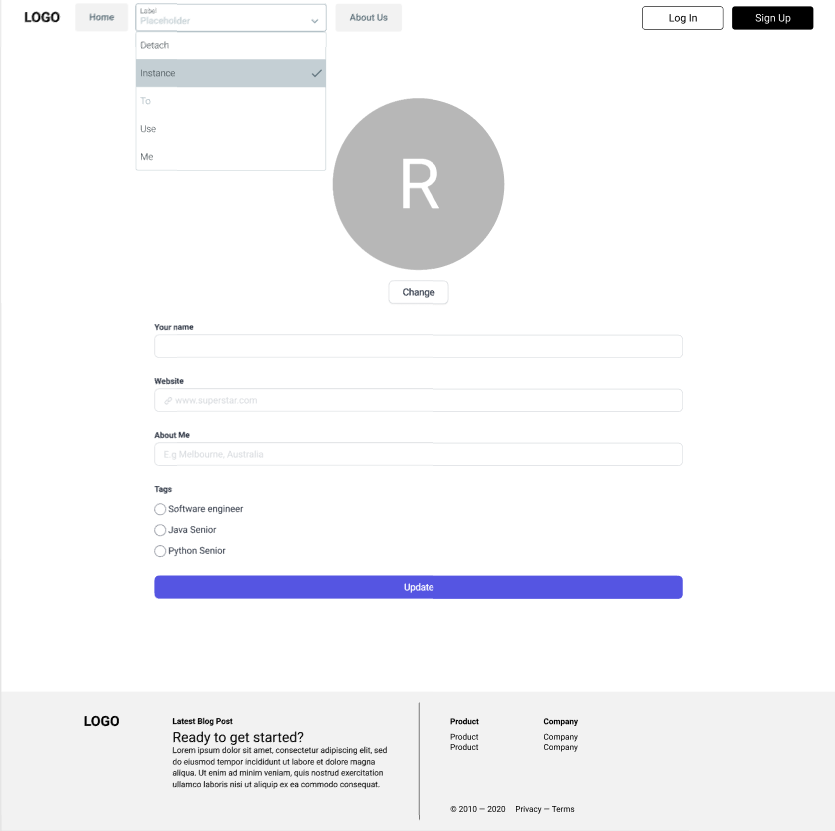 LOGO
Home
Label
Placeholder
About Us
Log In
Sign Up
Detach
Instance
To
Use
Me
R
Change
Your name
Website
www.superstar.com
About Me
E.g Melbourne, Australia
Tags
Software engineer
Java Senior
Python Senior
Update
LOGO
Latest Blog Post
Ready to get started?
Lorem ipsum dolor sit amet, consectetur adipiscing elit, sed
do eiusmod tempor incididunt ut labore et dolore magna
aliqua. Ut enim ad minim veniam, quis nostrud exercitation
ullamco laboris nisi ut aliquip ex ea commodo consequat.
Product
Product
Product
Company
Company
Company
© 2010 — 2020
Privacy — Terms